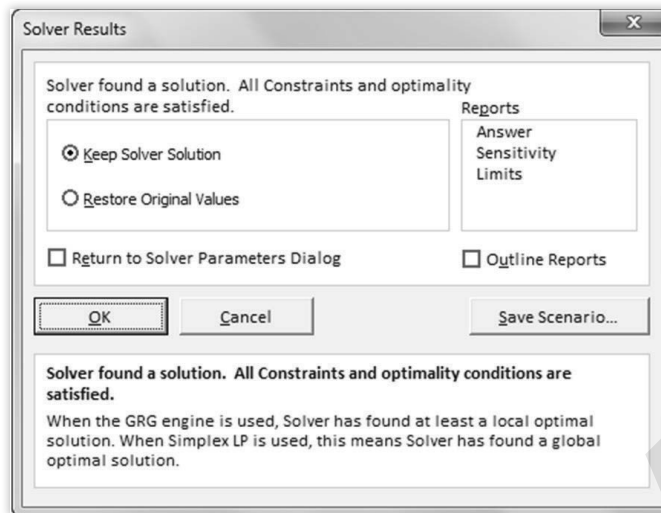 Solver Results
X
Solver found a solution. All Constraints and optimality
conditions are satisfied.
Reports
Answer
Sensitivity
Limits
Keep Solver Solution
Restore Original Values
Return to Solver Parameters Dialog
Outline Reports
OK
Cancel
Save Scenario...
Solver found a solution. All Constraints and optimality conditions are
satisfied.
When the GRG engine is used, Solver has found at least a local optimal
solution. When Simplex LP is used, this means Solver has found a global
optimal solution.